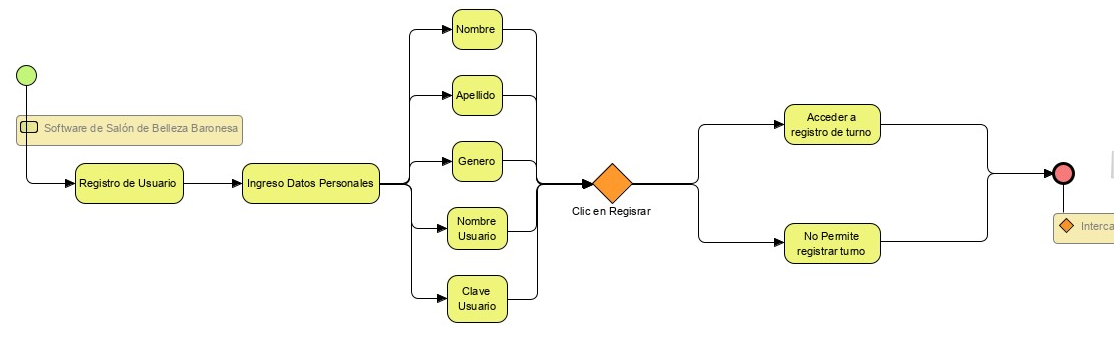 Nombre
Apellido
Software de Salón de Belleza Baronesa
Registro de Usuario
Ingreso Datos Personales
Genero
Nombre
Usuario
Clave
Usuario
Clic en Regisrar
Acceder a
registro de turno
No Permite
registrar turno
Interca